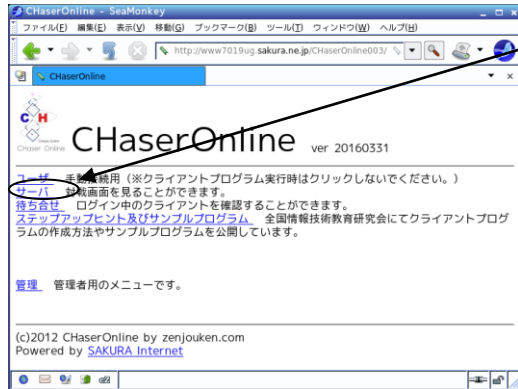 CHaserOnline - SeaMonkey
ファイル(F) 編集(E) 表示(V) 移動(G) ブックマーク(B) ツール(T) ウィンドウ(W) ヘルプ(H)
http://www7019ug.sakura.ne.jp/CHaserOnline003/
CHaserOnline
C H
CHaser Online
CHaserOnline ver 20160331
ユーザ 手動接続用（※クライアントプログラム実行時はクリックしないでください。）
サーバ 対戦画面を見ることができます。
待ち合せ ログイン中のクライアントを確認することができます。
ステップアップヒント及びサンプルプログラム 全国情報技術教育研究会にてクライアントプログ
ラムの作成方法やサンプルプログラムを公開しています。
管理 管理者用のメニューです。
(c)2012 CHaserOnline by zenjouken.com
Powered by SAKURA Internet